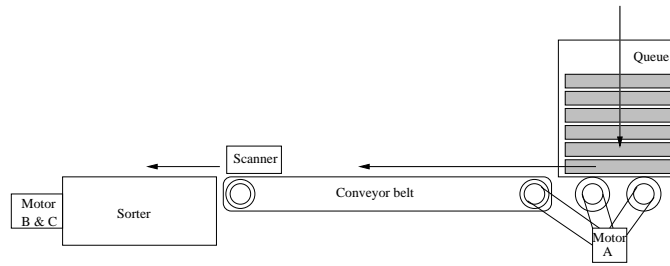 Queue
Scanner
Conveyor belt
Motor
B & C
Sorter
Motor
A